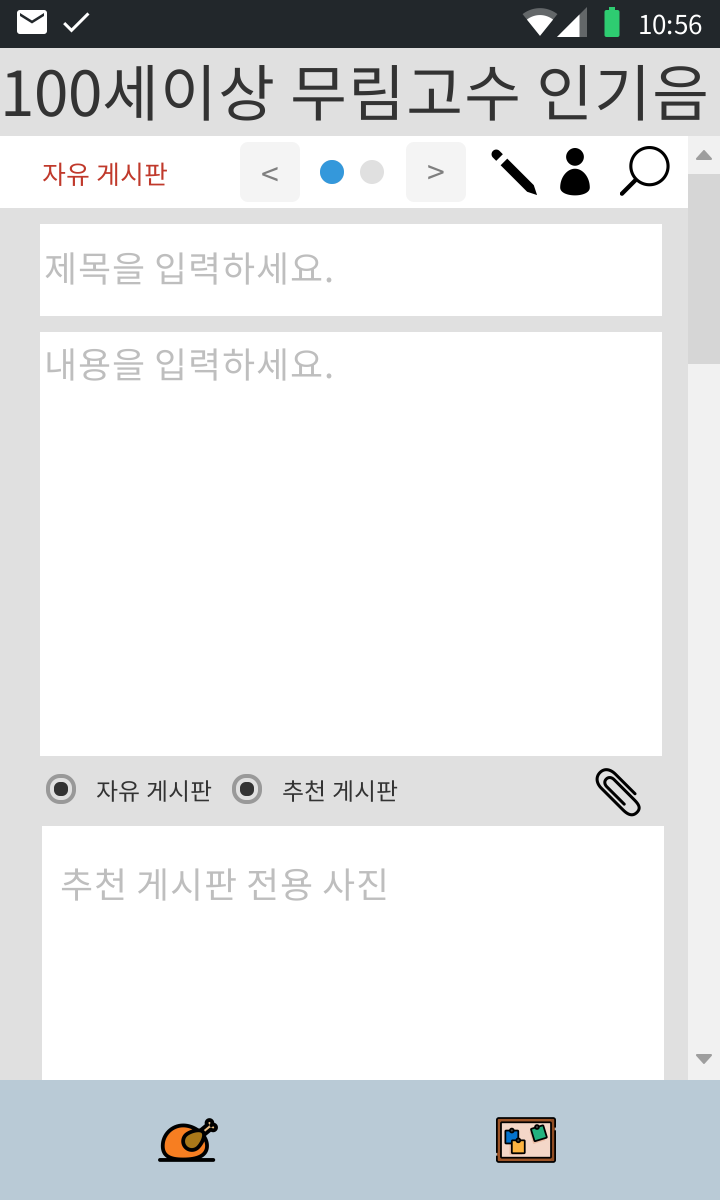 10:56
100세이상 무림고수 인기음
자유 게시판 < >
제목을 입력하세요.
내용을 입력하세요.
자유 게시판 추천 게시판
추천 게시판 전용 사진